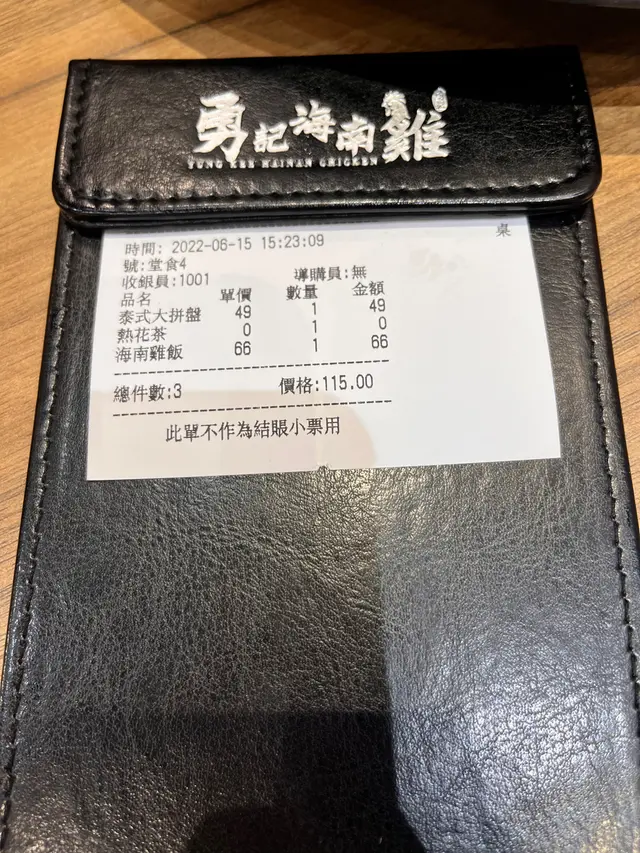 勇記海南雞
YUNG KEE HAINAN CHICKEN
桌
時間: 2022-06-15 15:23:09
號:堂食4
收銀員:1001 導購員:無
品名 單價 數量 金額
泰式大拼盤 49 1 49
熱花茶 0 1 0
海南雞飯 66 1 66
總件數:3 價格:115.00
此單不作為結賬小票用